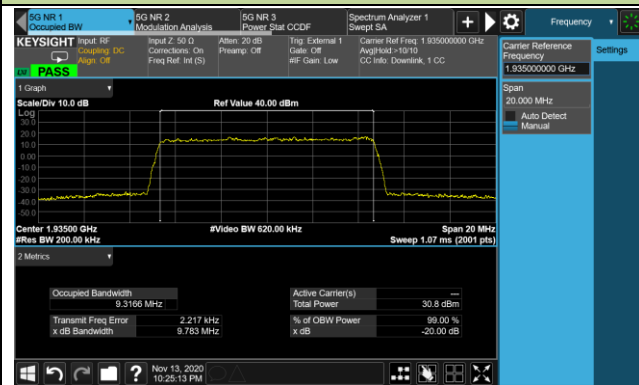 5G NR 1
Occupied BW
5G NR 2
Modulation Analysis
5G NR 3
Power Stat CCDF
Spectrum Analyzer 1
Swept SA
Frequency
KEYSIGHT
Input: RF
Coupling: DC
Align: Off
Input Z: 50 Ω
Corrections: On
Freq Ref: Int (S)
Atten: 20 dB
Preamp: Off
Trig: External 1
Gate: Off
#IF Gain: Low
Carrier Ref Freq: 1.935000000 GHz
Avg|Hold:>10/10
CC Info: Downlink, 1 CC
PASS
Carrier Reference
Frequency
1.935000000 GHz
Settings
Span
20.000 MHz
Auto Detect
Manual
1 Graph
Scale/Div 10.0 dB
Ref Value 40.00 dBm
Log
30.0
20.0
10.0
0.00
-10.0
-20.0
-30.0
-40.0
-50.0
Center 1.93500 GHz
#Video BW 620.00 kHz
Span 20 MHz
#Res BW 200.00 kHz
Sweep 1.07 ms (2001 pts)
2 Metrics
Occupied Bandwidth
9.3166 MHz
Active Carrier(s)
---
Total Power 30.8 dBm
Transmit Freq Error 2.217 kHz
% of OBW Power 99.00 %
x dB Bandwidth 9.783 MHz
x dB -20.00 dB
?
Nov 13, 2020
10:25:13 PM